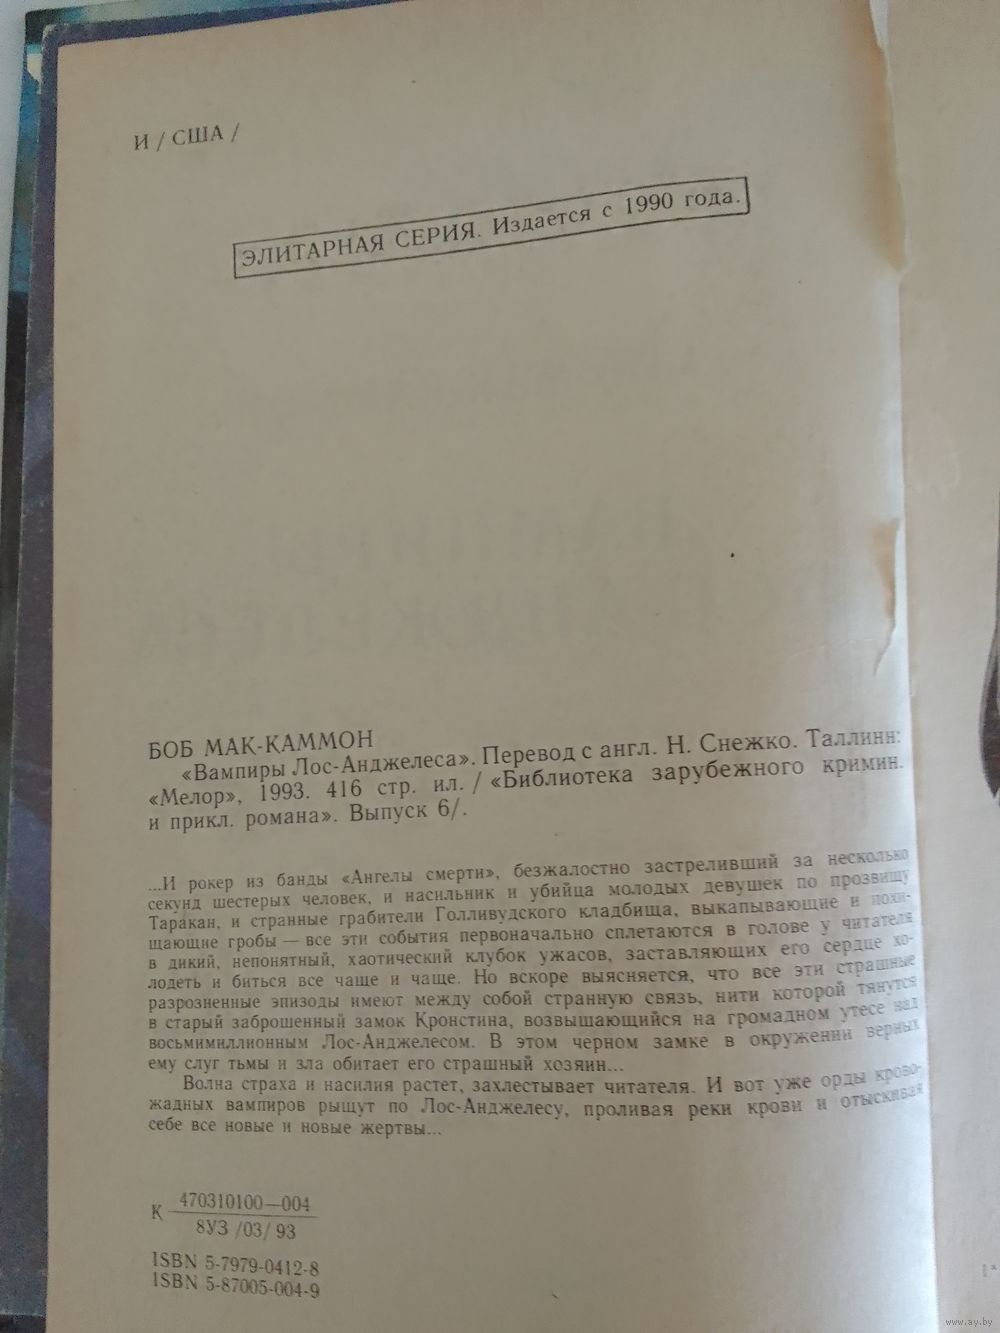 И / США /
ЭЛИТАРНАЯ СЕРИЯ. Издается с 1990 года.
БОБ МАК-КАММОН
«Вампиры Лос-Анджелеса». Перевод с англ. Н. Снежко. Таллинн:
«Мелор», 1993. 416 стр. ил. / «Библиотека зарубежного кримин.
и прикл. романа». Выпуск 6/.
...И рокер из банды «Ангелы смерти», безжалостно застреливший за несколько
секунд шестерых человек, и насильник и убийца молодых девушек по прозвищу
Таракан, и странные грабители Голливудского кладбища, выкапывающие и похи-
щающие гробы — все эти события первоначально сплетаются в голове у читателя
в дикий, непонятный, хаотический клубок ужасов, заставляющих его сердце хо-
лодеть и биться все чаще и чаще. Но вскоре выясняется, что все эти страшные
разрозненные эпизоды имеют между собой странную связь, нити которой тянутся
в старый заброшенный замок Кронстина, возвышающийся на громадном утесе над
восьмимиллионным Лос-Анджелесом. В этом черном замке в окружении верных
ему слуг тьмы и зла обитает его страшный хозяин...
Волна страха и насилия растет, захлестывает читателя. И вот уже орды крово-
жадных вампиров рыщут по Лос-Анджелесу, проливая реки крови и отыскивая
себе все новые и новые жертвы...
К 470310100—004
8УЗ /03/ 93
ISBN 5-7979-0412-8
ISBN 5-87005-004-9
1*
www.ay.by